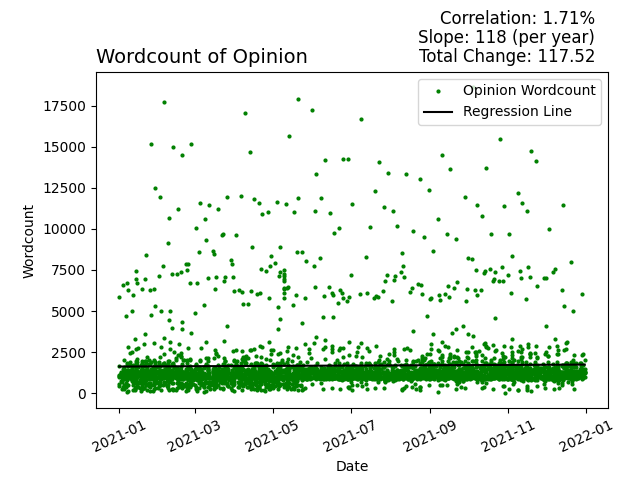 Correlation: 1.71%
Slope: 118 (per year)
Total Change: 117.52
Wordcount of Opinion
Opinion Wordcount
Regression Line
17500
15000
12500
10000
7500
5000
2500
0
Wordcount
2021-01
2021-03
2021-05
2021-07
2021-09
2021-11
2022-01
Date